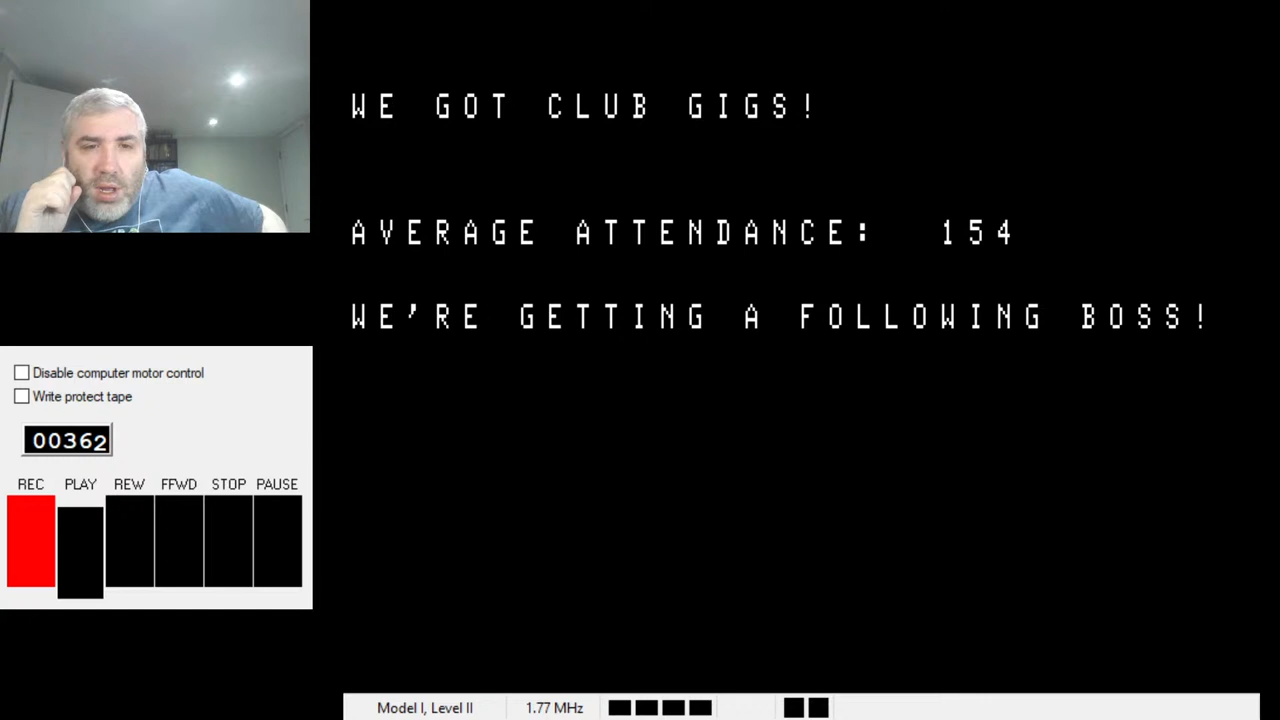 WE GOT CLUB GIGS!
AVERAGE ATTENDANCE: 154
WE'RE GETTING A FOLLOWING BOSS!
Disable computer motor control
Write protect tape
00362
REC PLAY REW FFWD STOP PAUSE
Model I, Level II 1.77 MHz